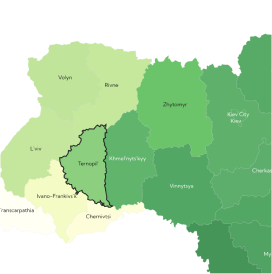 Volyn
Rivne
Zhytomyr
Kiev City
Kiev
L'viv
Ternopil'
Khmel'nyts'kyy
Cherkas
Vinnytsya
Ivano-Frankivs'k
Transcarpathia
Chernivtsi
My